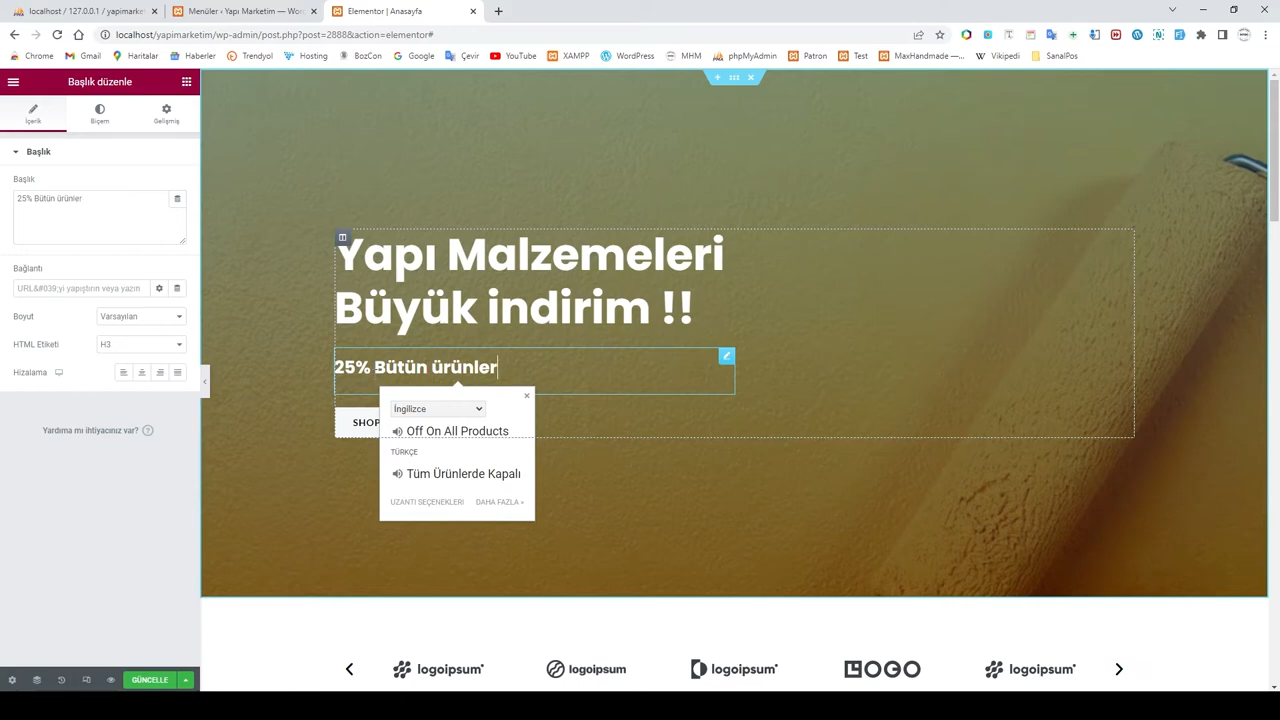 localhost / 127.0.0.1 / yapimarket
Menüler ‹ Yapı Marketim — Wor
Elementor | Anasayfa
localhost/yapimarketim/wp-admin/post.php?post=2888&action=elementor#
Chrome
Gmail
Haritalar
Haberler
Trendyol
Hosting
BozCon
Çevir
YouTube
XAMPP
WordPress
MHM
phpMyAdmin
Patron
Test
MaxHandmade —...
Vikipedi
SanalPos
Başlık düzenle
İçerik
Biçem
Gelişmiş
Başlık
Başlık
25% Bütün ürünler
Bağlantı
URL&#039;yi yapıştırın veya yazın
Boyut
Varsayılan
HTML Etiketi
H3
Hizalama
Yardıma mı ihtiyacınız var?
GÜNCELLE
Yapı Malzemeleri
Büyük indirim !!
25% Bütün ürünler
SHOP
İngilizce
Off On All Products
TÜRKÇE
Tüm Ürünlerde Kapalı
UZANTI SEÇENEKLERİ
DAHA FAZLA »
logoipsum
logoipsum
logoipsum
LOGO
logoipsum